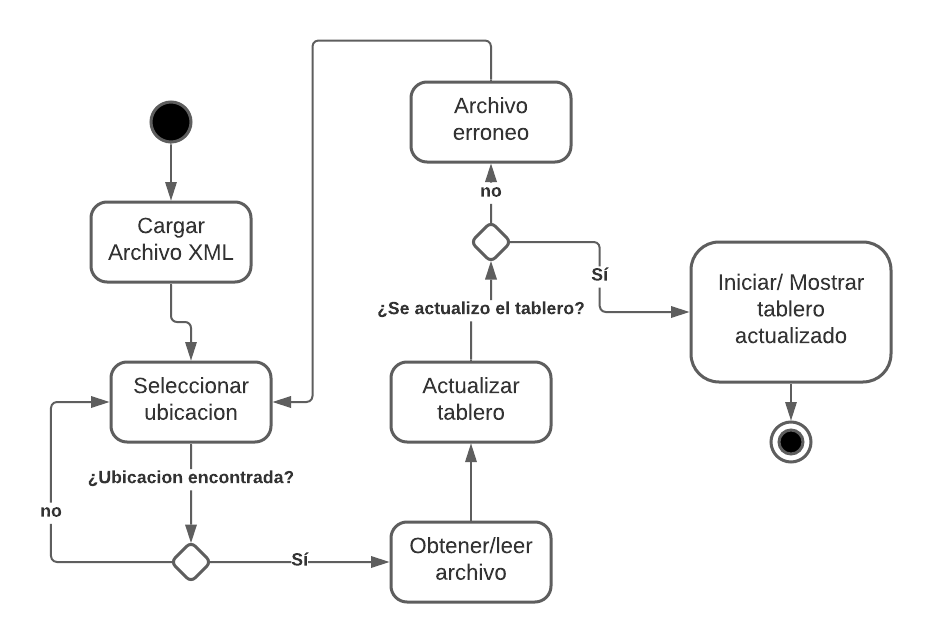 Cargar
Archivo XML
Seleccionar
ubicacion
¿Ubicacion encontrada?
no
Sí
Obtener/leer
archivo
Actualizar
tablero
¿Se actualizo el tablero?
no
Archivo
erroneo
Sí
Iniciar/ Mostrar
tablero
actualizado